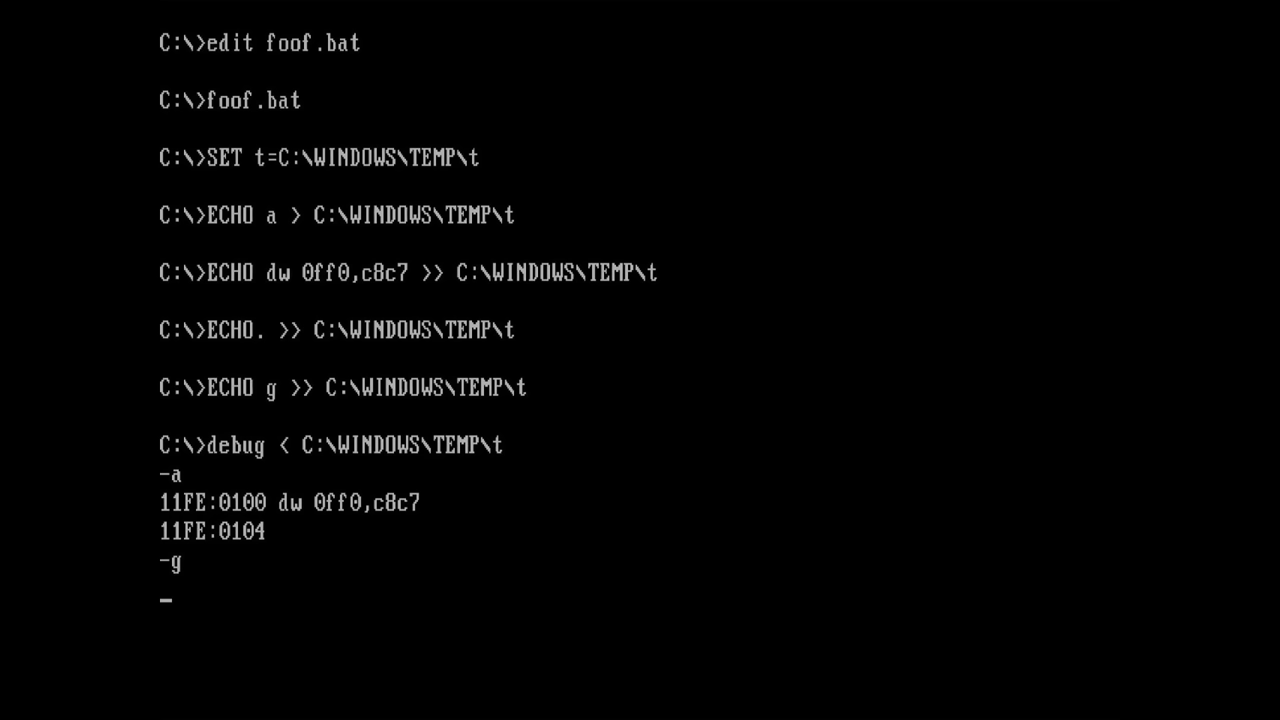 C:\>edit foof.bat
C:\>foof.bat
C:\>SET t=C:\WINDOWS\TEMP\t
C:\>ECHO a > C:\WINDOWS\TEMP\t
C:\>ECHO dw 0ff0,c8c7 >> C:\WINDOWS\TEMP\t
C:\>ECHO. >> C:\WINDOWS\TEMP\t
C:\>ECHO g >> C:\WINDOWS\TEMP\t
C:\>debug < C:\WINDOWS\TEMP\t
-a
11FE:0100 dw 0ff0,c8c7
11FE:0104
-g